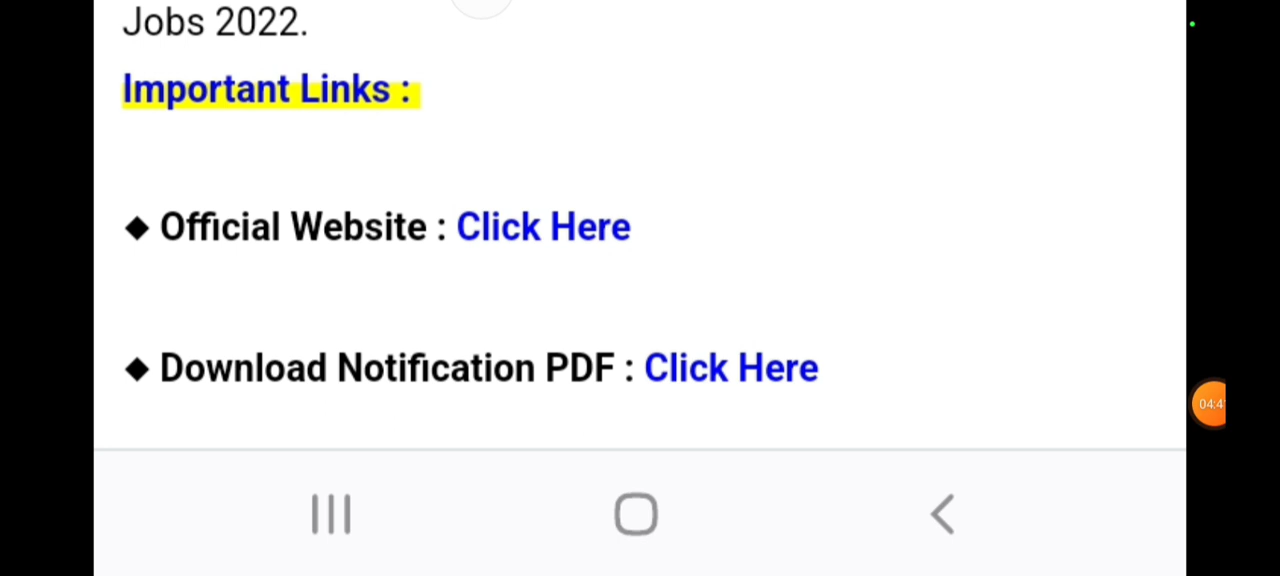 Jobs 2022.
Important Links :
◆ Official Website : Click Here
◆ Download Notification PDF : Click Here